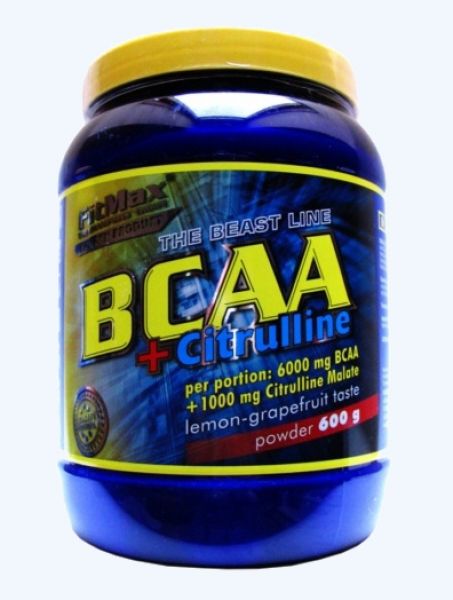 FitMax
THE BEAST LINE
BCAA
+Citrulline
per portion: 6000 mg BCAA
+1000 mg Citrulline Malate
lemon-grapefruit taste
powder 600 g